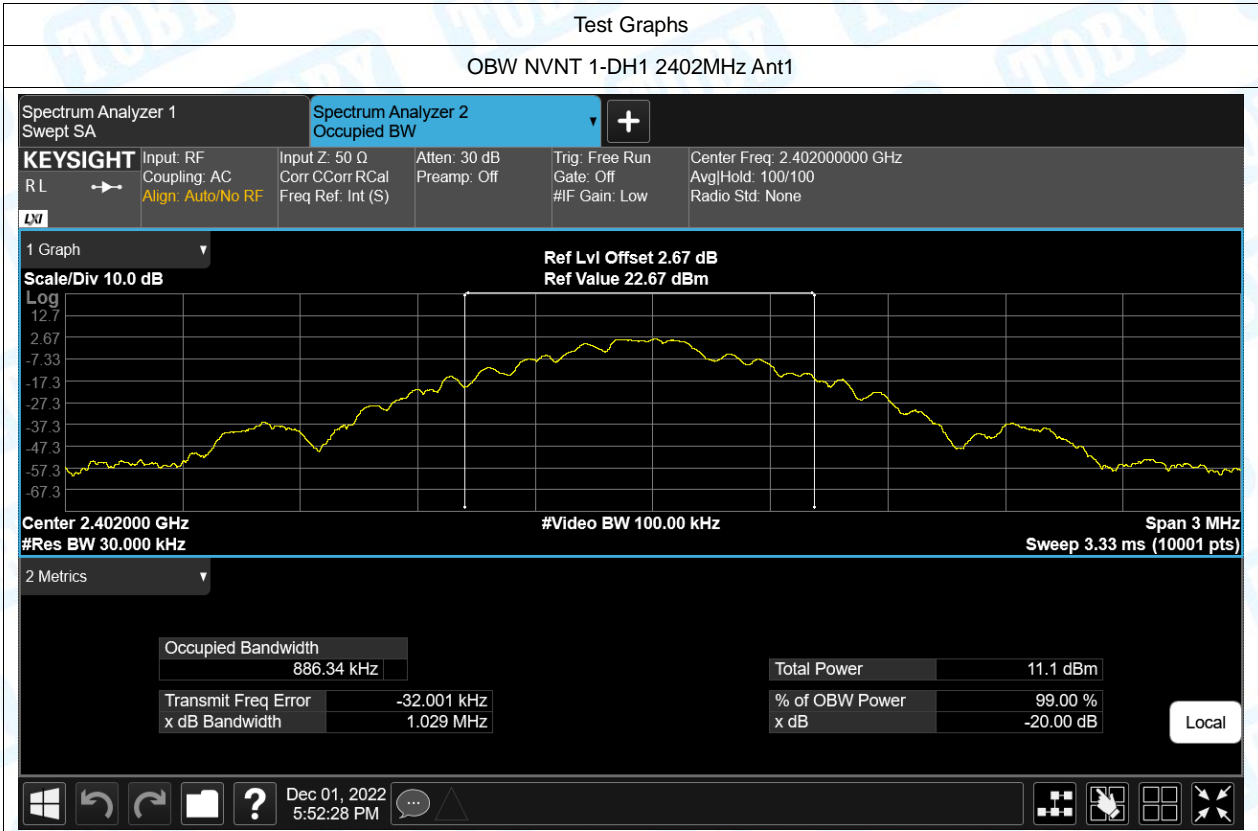 Test Graphs
OBW NVNT 1-DH1 2402MHz Ant1
Spectrum Analyzer 1
Swept SA
Spectrum Analyzer 2
Occupied BW
KEYSIGHT
R L
LXI
Input: RF
Coupling: AC
Align: Auto/No RF
Input Z: 50 Ω
Corr CCorr RCal
Freq Ref: Int (S)
Atten: 30 dB
Preamp: Off
Trig: Free Run
Gate: Off
#IF Gain: Low
Center Freq: 2.402000000 GHz
Avg|Hold: 100/100
Radio Std: None
1 Graph
Scale/Div 10.0 dB
Ref Lvl Offset 2.67 dB
Ref Value 22.67 dBm
Log
12.7
2.67
-7.33
-17.3
-27.3
-37.3
-47.3
-57.3
-67.3
Center 2.402000 GHz
#Res BW 30.000 kHz
#Video BW 100.00 kHz
Span 3 MHz
Sweep 3.33 ms (10001 pts)
2 Metrics
Occupied Bandwidth
886.34 kHz
Transmit Freq Error -32.001 kHz
x dB Bandwidth 1.029 MHz
Total Power 11.1 dBm
% of OBW Power 99.00 %
x dB -20.00 dB
Local
?
Dec 01, 2022
5:52:28 PM
TOBY
TOBY
TOBY